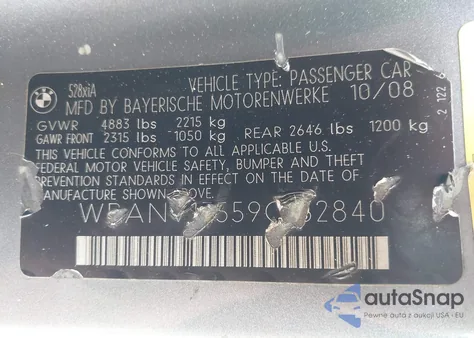 BMW
528xiA
VEHICLE TYPE: PASSENGER CAR
MFD BY BAYERISCHE MOTORENWERKE 10/08
GVWR 4883 lbs 2215 kg
GAWR FRONT 2315 lbs 1050 kg REAR 2646 lbs 1200 kg
THIS VEHICLE CONFORMS TO ALL APPLICABLE U.S.
FEDERAL MOTOR VEHICLE SAFETY, BUMPER AND THEFT
PREVENTION STANDARDS IN EFFECT ON THE DATE OF
MANUFACTURE SHOWN ABOVE.
2 122
autoSnap
Pewne auta z USA - EU